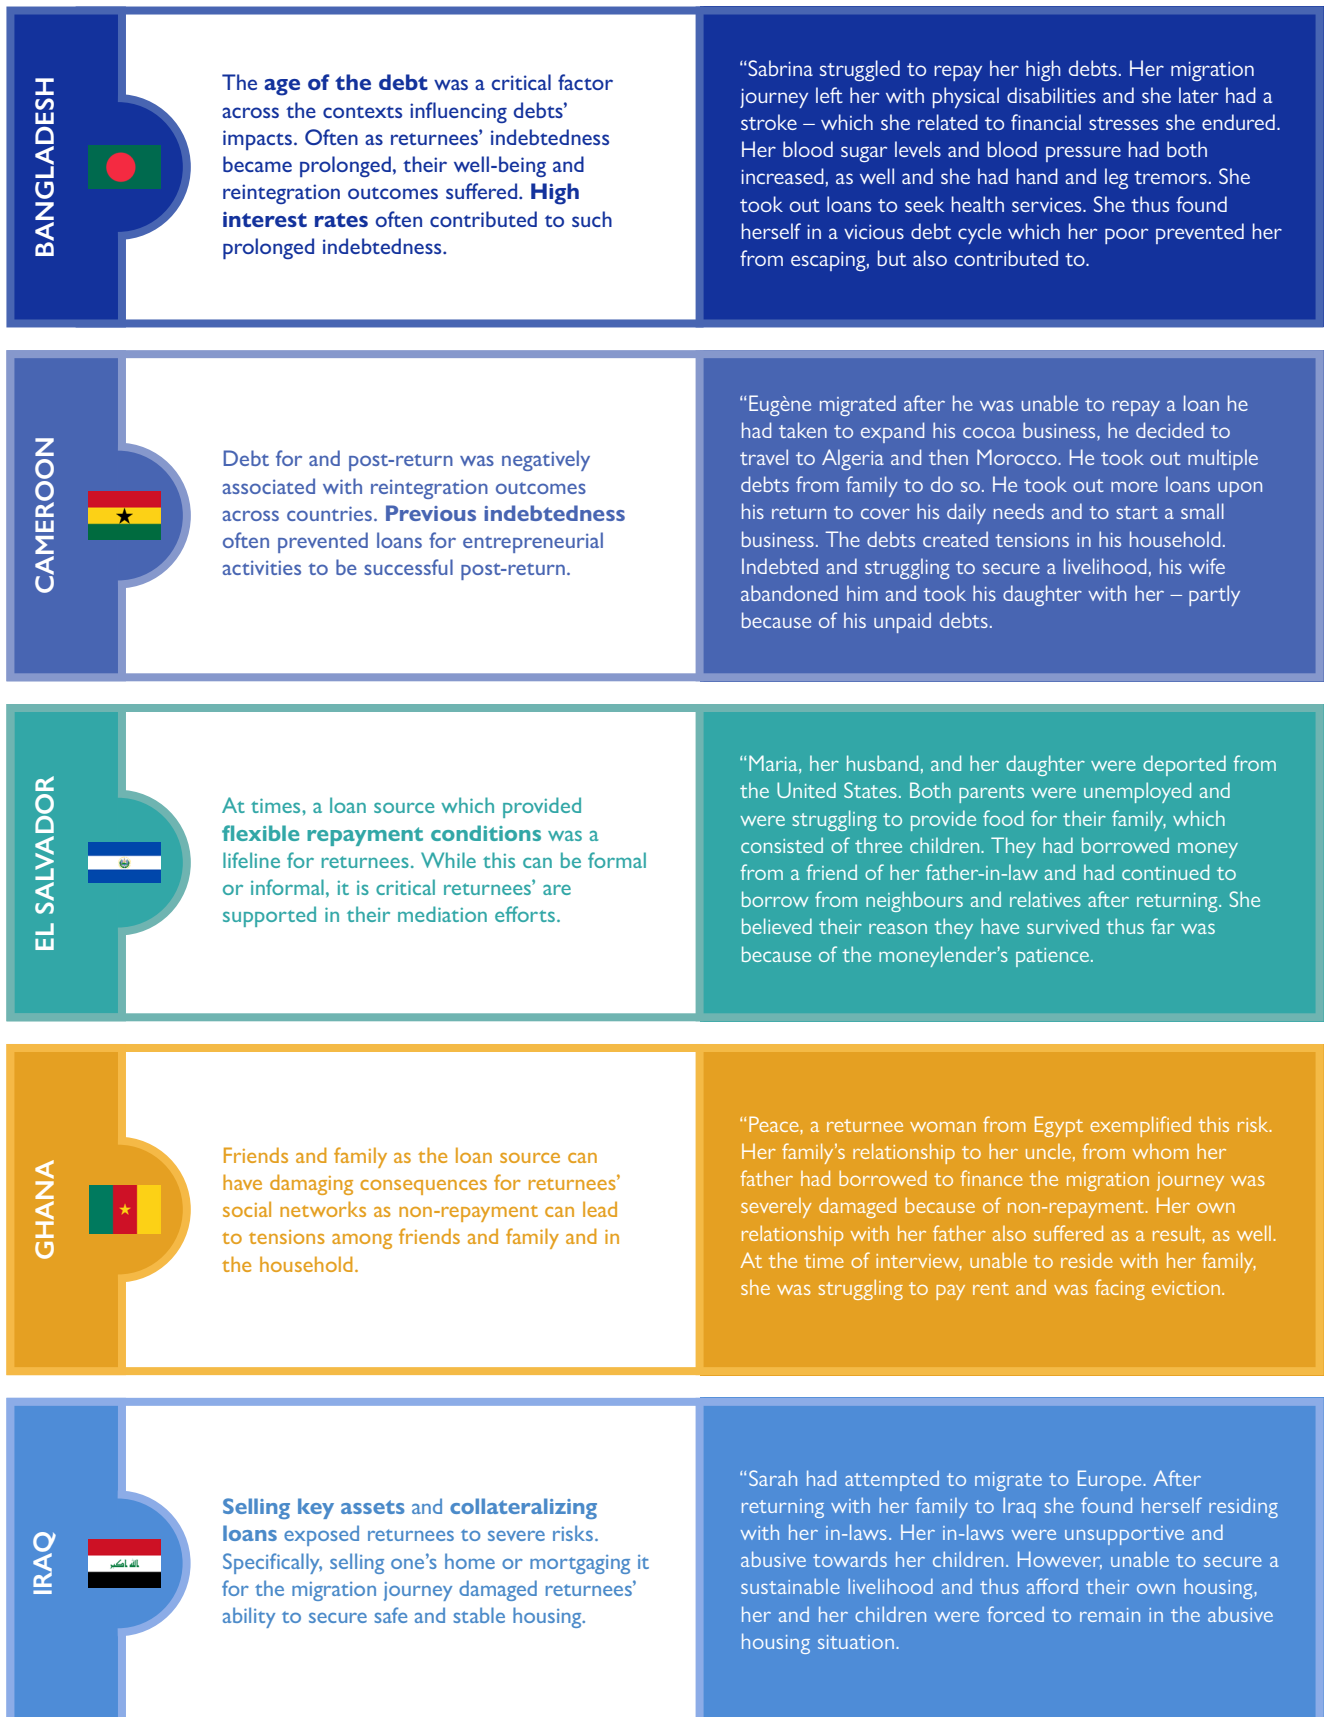 BANGLADESH
The age of the debt was a critical factor
across the contexts influencing debts’
impacts. Often as returnees’ indebtedness
became prolonged, their well-being and
reintegration outcomes suffered. High
interest rates often contributed to such
prolonged indebtedness.
“Sabrina struggled to repay her high debts. Her migration
journey left her with physical disabilities and she later had a
stroke – which she related to financial stresses she endured.
Her blood sugar levels and blood pressure had both
increased, as well and she had hand and leg tremors. She
took out loans to seek health services. She thus found
herself in a vicious debt cycle which her poor prevented her
from escaping, but also contributed to.
CAMEROON
Debt for and post-return was negatively
associated with reintegration outcomes
across countries. Previous indebtedness
often prevented loans for entrepreneurial
activities to be successful post-return.
“Eugène migrated after he was unable to repay a loan he
had taken to expand his cocoa business, he decided to
travel to Algeria and then Morocco. He took out multiple
debts from family to do so. He took out more loans upon
his return to cover his daily needs and to start a small
business. The debts created tensions in his household.
Indebted and struggling to secure a livelihood, his wife
abandoned him and took his daughter with her – partly
because of his unpaid debts.
EL SALVADOR
At times, a loan source which provided
flexible repayment conditions was a
lifeline for returnees. While this can be formal
or informal, it is critical returnees’ are
supported in their mediation efforts.
“Maria, her husband, and her daughter were deported from
the United States. Both parents were unemployed and
were struggling to provide food for their family, which
consisted of three children. They had borrowed money
from a friend of her father-in-law and had continued to
borrow from neighbours and relatives after returning. She
believed their reason they have survived thus far was
because of the moneylender’s patience.
GHANA
Friends and family as the loan source can
have damaging consequences for returnees’
social networks as non-repayment can lead
to tensions among friends and family and in
the household.
“Peace, a returnee woman from Egypt exemplified this risk.
Her family’s relationship to her uncle, from whom her
father had borrowed to finance the migration journey was
severely damaged because of non-repayment. Her own
relationship with her father also suffered as a result, as well.
At the time of interview, unable to reside with her family,
she was struggling to pay rent and was facing eviction.
IRAQ
الله اكبر
Selling key assets and collateralizing
loans exposed returnees to severe risks.
Specifically, selling one’s home or mortgaging it
for the migration journey damaged returnees’
ability to secure safe and stable housing.
“Sarah had attempted to migrate to Europe. After
returning with her family to Iraq she found herself residing
with her in-laws. Her in-laws were unsupportive and
abusive towards her children. However, unable to secure a
sustainable livelihood and thus afford their own housing,
her and her children were forced to remain in the abusive
housing situation.